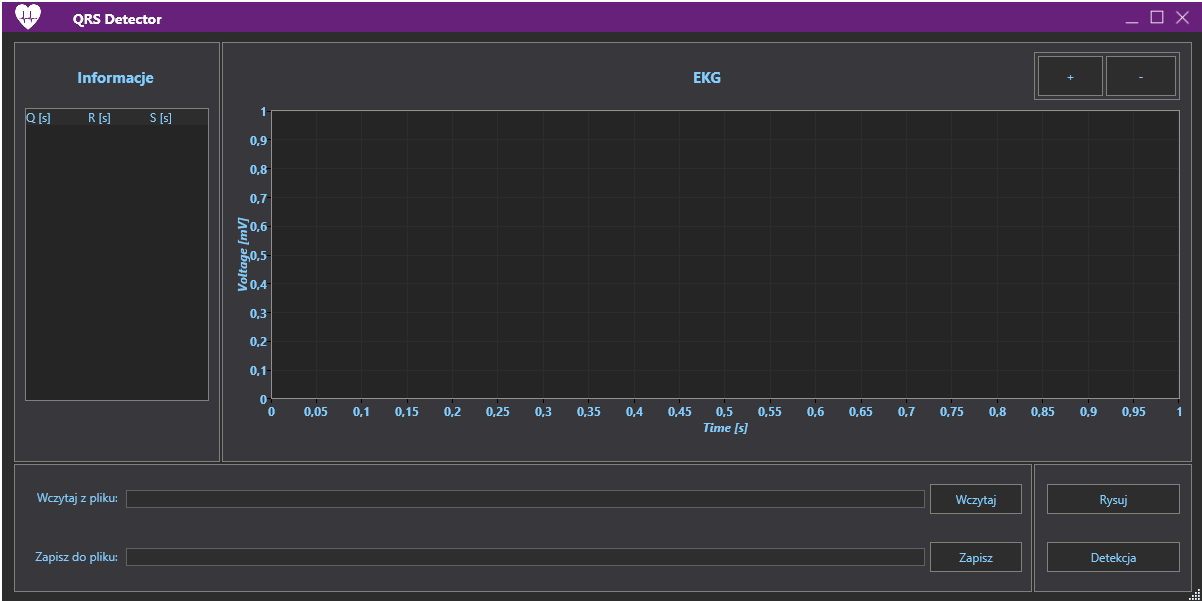 QRS Detector
Informacje
Q [s] R [s] S [s]
EKG
+ -
Voltage [mV]
1
0,9
0,8
0,7
0,6
0,5
0,4
0,3
0,2
0,1
0
0 0,05 0,1 0,15 0,2 0,25 0,3 0,35 0,4 0,45 0,5 0,55 0,6 0,65 0,7 0,75 0,8 0,85 0,9 0,95 1
Time [s]
Wczytaj z pliku: Wczytaj
Zapisz do pliku: Zapisz
Rysuj
Detekcja